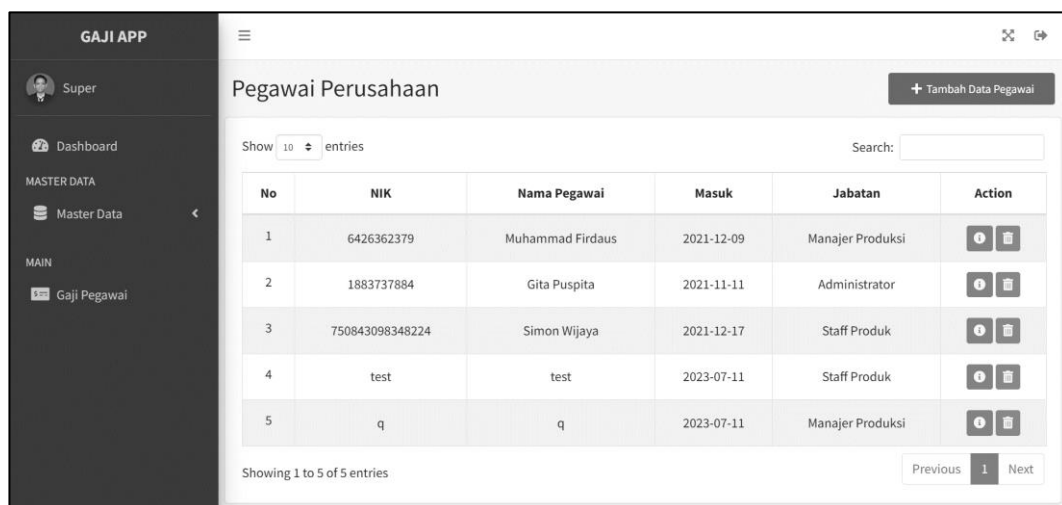 GAJI APP
Super
Dashboard
MASTER DATA
Master Data
MAIN
Gaji Pegawai
Pegawai Perusahaan
+ Tambah Data Pegawai
Show 10 entries
Search:
No NIK Nama Pegawai Masuk Jabatan Action
1 6426362379 Muhammad Firdaus 2021-12-09 Manajer Produksi
2 1883737884 Gita Puspita 2021-11-11 Administrator
3 750843098348224 Simon Wijaya 2021-12-17 Staff Produk
4 test test 2023-07-11 Staff Produk
5 q q 2023-07-11 Manajer Produksi
Showing 1 to 5 of 5 entries
Previous 1 Next